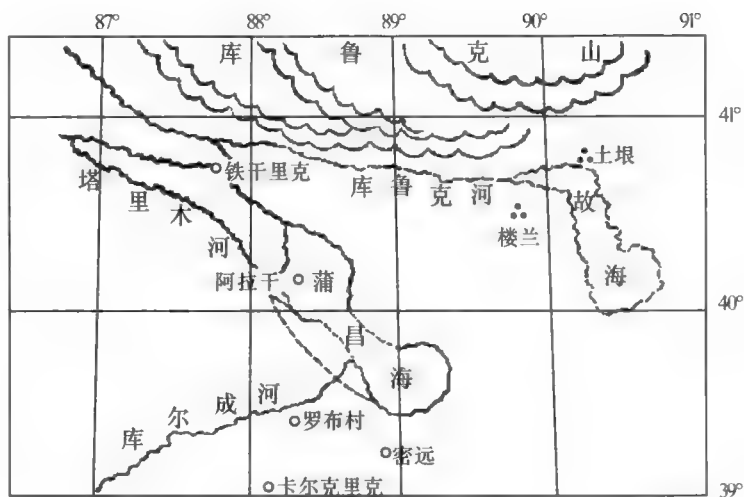 87° 88° 89° 90° 91°
库鲁克山
41°
土垠
铁干里克
库鲁克河
塔里木河
故海
楼兰
阿拉干
蒲昌海
40°
库尔成河
罗布村
密远
卡尔克里克
39°